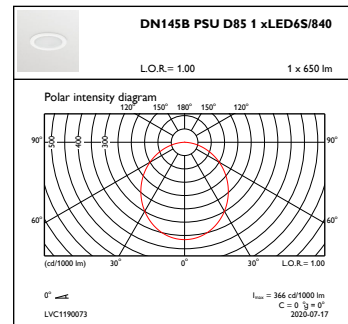 DN145B PSU D85 1 xLED6S/840
L.O.R.= 1.00 1 x 650 lm
Polar intensity diagram
120° 150° 180° 150° 120°
90° 500 400 300 90°
60° 60°
(cd/1000 lm) 30° 0° 30° L.O.R.= 1.00
0° Imax = 366 cd/1000 lm
C = 0 °g = 0°
LVC1190073 2020-07-17